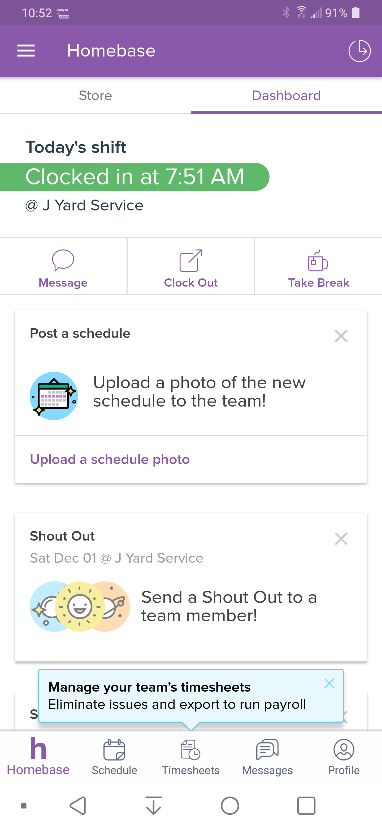 10:52
91%
Homebase
Store
Dashboard
Today's shift
Clocked in at 7:51 AM
@ J Yard Service
Message
Clock Out
Take Break
Post a schedule
Upload a photo of the new
schedule to the team!
Upload a schedule photo
Shout Out
Sat Dec 01 @ J Yard Service
Send a Shout Out to a
team member!
Manage your team's timesheets
Eliminate issues and export to run payroll
S
h
Homebase
Schedule
Timesheets
Messages
Profile